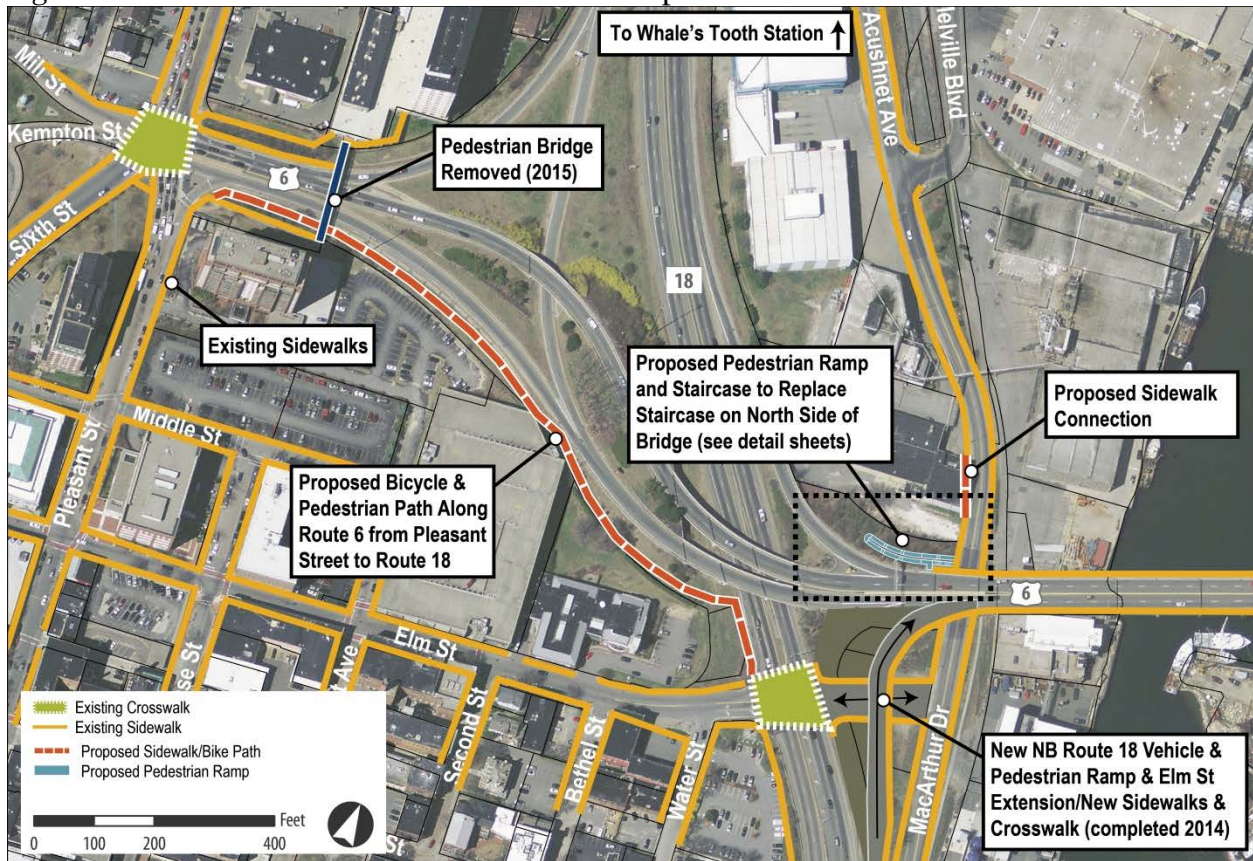 To Whale's Tooth Station
Acushnet Ave
Melville Blvd
Mill St
Kempton St
6
Pedestrian Bridge
Removed (2015)
Sixth St
18
Existing Sidewalks
Proposed Pedestrian Ramp
and Staircase to Replace
Staircase on North Side of
Bridge (see detail sheets)
Proposed Sidewalk
Connection
Middle St
Pleasant St
Proposed Bicycle &
Pedestrian Path Along
Route 6 from Pleasant
Street to Route 18
6
Elm St
Second St
Bethel St
Water St
MacArthur Dr
New NB Route 18 Vehicle &
Pedestrian Ramp & Elm St
Extension/New Sidewalks &
Crosswalk (completed 2014)
Existing Crosswalk
Existing Sidewalk
Proposed Sidewalk/Bike Path
Proposed Pedestrian Ramp
0 100 200 400 Feet
St